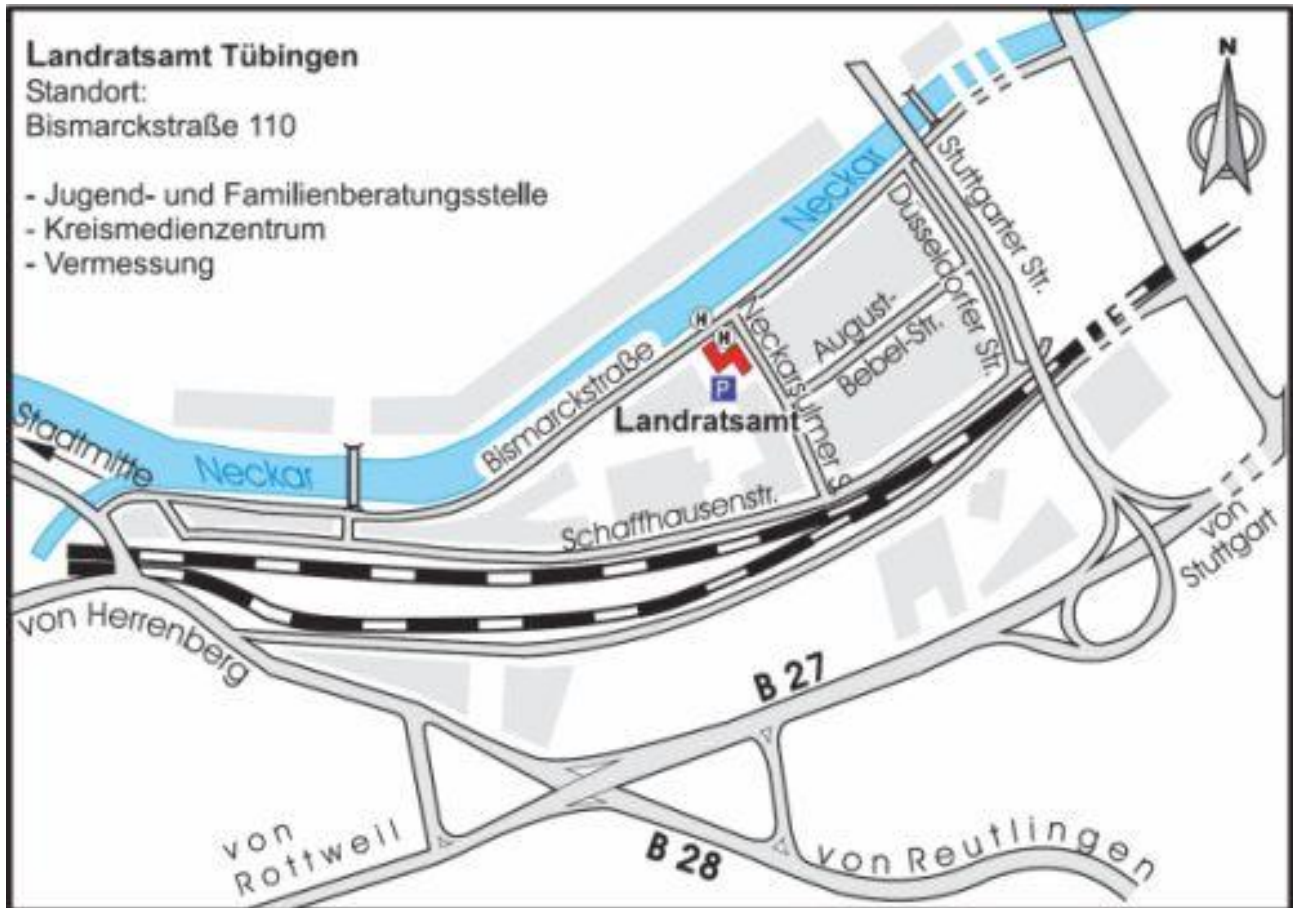 Landratsamt Tübingen
Standort:
Bismarckstraße 110
- Jugend- und Familienberatungsstelle
- Kreismedienzentrum
- Vermessung
N
Neckar
Stuttgarter Str.
Düsseldorfer Str.
H
H
Neckarsulmer S
August-
Bebel-Str.
Bismarckstraße
P
Landratsamt
Stadtmitte
Neckar
Schaffhausenstr.
von
Stuttgart
von Herrenberg
B 27
von
Rottweil
B 28
von Reutlingen